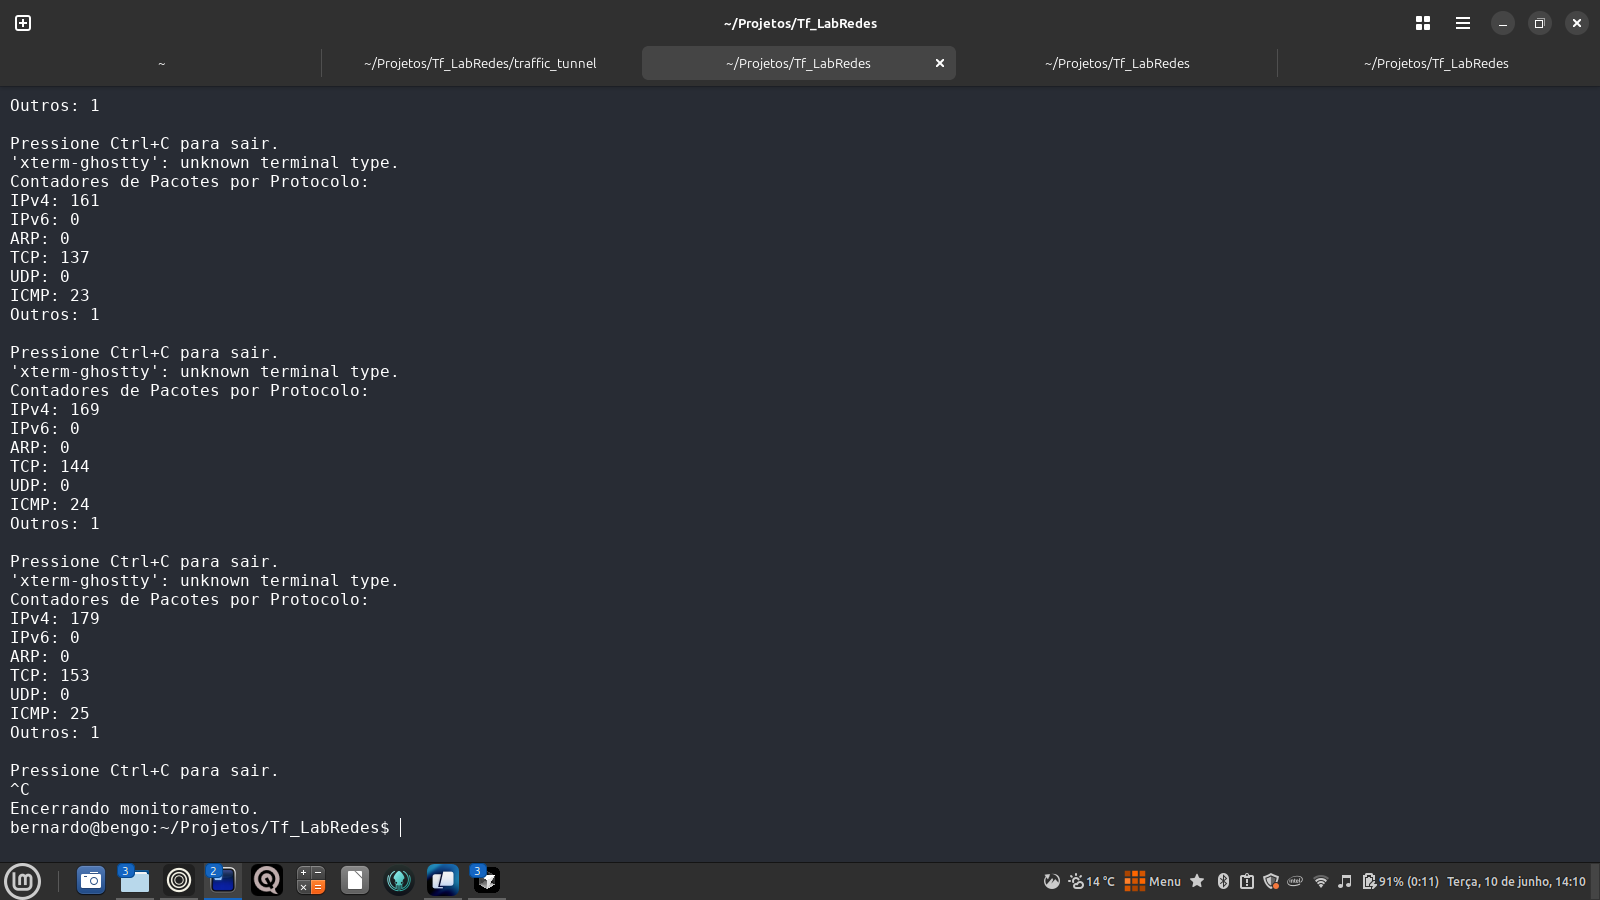 ~/Projetos/Tf_LabRedes
~
~/Projetos/Tf_LabRedes/traffic_tunnel
~/Projetos/Tf_LabRedes
~/Projetos/Tf_LabRedes
~/Projetos/Tf_LabRedes
Outros: 1
Pressione Ctrl+C para sair.
'xterm-ghostty': unknown terminal type.
Contadores de Pacotes por Protocolo:
IPv4: 161
IPv6: 0
ARP: 0
TCP: 137
UDP: 0
ICMP: 23
Outros: 1
Pressione Ctrl+C para sair.
'xterm-ghostty': unknown terminal type.
Contadores de Pacotes por Protocolo:
IPv4: 169
IPv6: 0
ARP: 0
TCP: 144
UDP: 0
ICMP: 24
Outros: 1
Pressione Ctrl+C para sair.
'xterm-ghostty': unknown terminal type.
Contadores de Pacotes por Protocolo:
IPv4: 179
IPv6: 0
ARP: 0
TCP: 153
UDP: 0
ICMP: 25
Outros: 1
Pressione Ctrl+C para sair.
^C
Encerrando monitoramento.
bernardo@bengo:~/Projetos/Tf_LabRedes$
3
2
3
14 °C
Menu
91% (0:11)
Terça, 10 de junho, 14:10